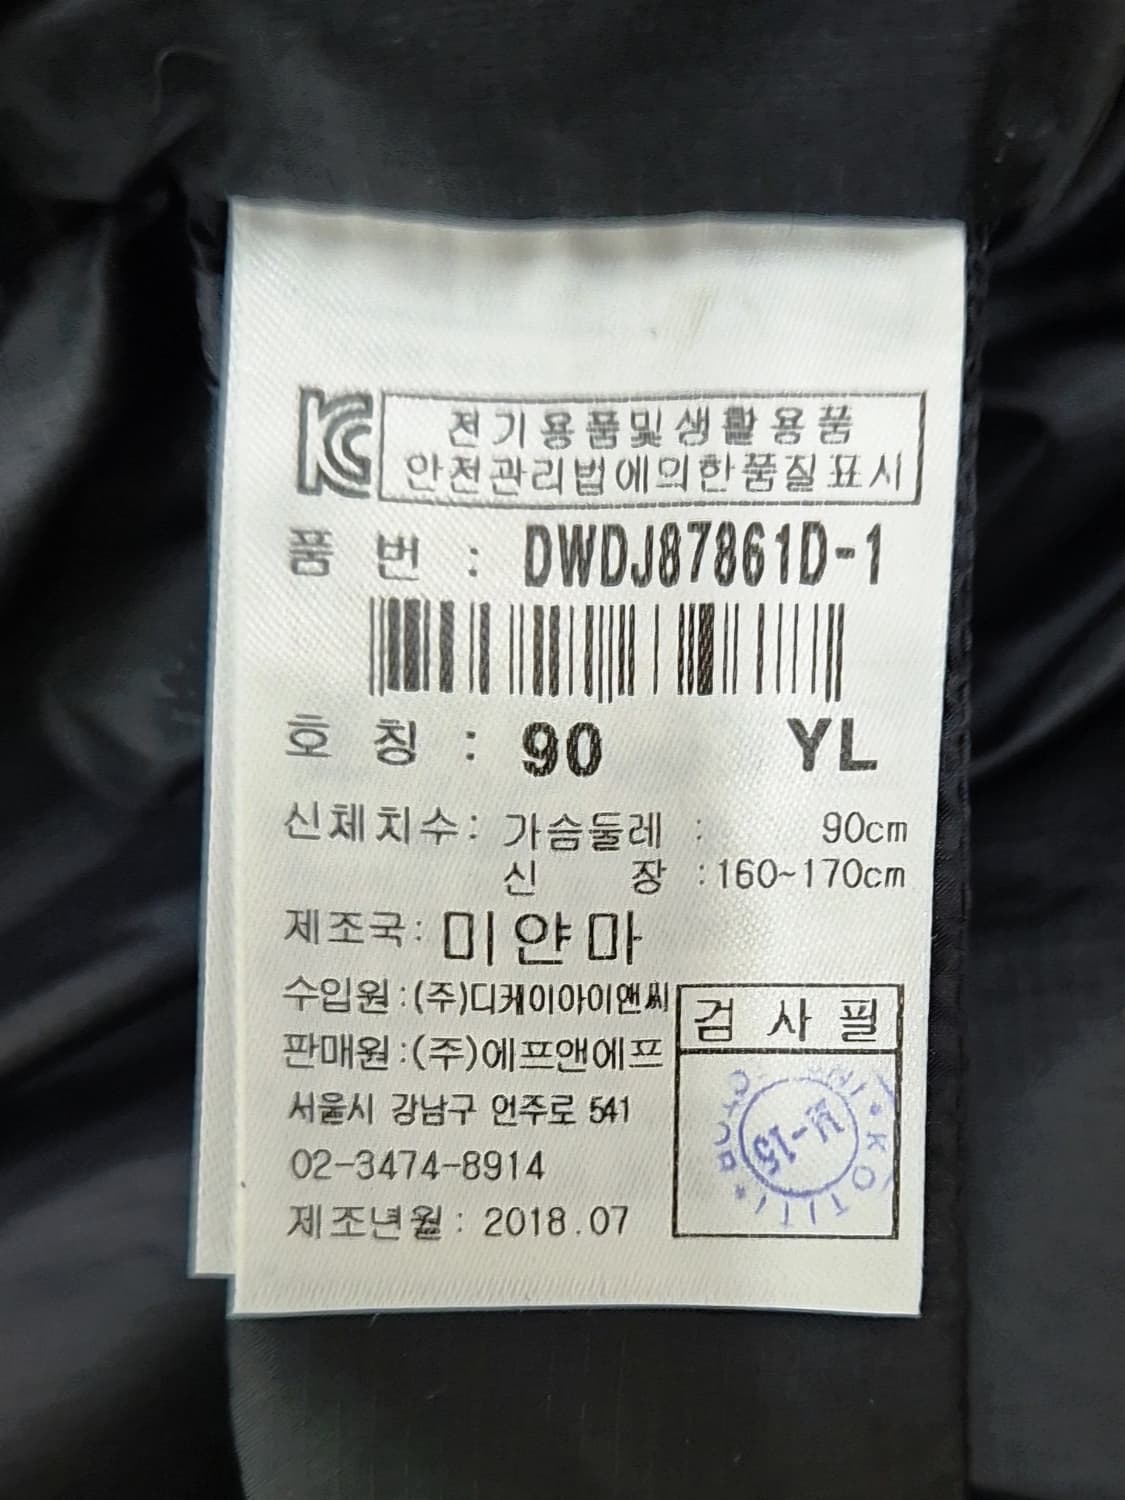 KC
전기용품및생활용품
안전관리법에의한품질표시
품 번 : DWDJ87861D-1
호 칭 : 90 YL
신체치수: 가슴둘레 : 90cm
신 장 :160~170cm
제조국: 미얀마
수입원:(주)디케이아이앤씨
판매원:(주)에프앤에프
서울시 강남구 언주로 541
02-3474-8914
제조년월: 2018.07
검 사 필
KOTITI